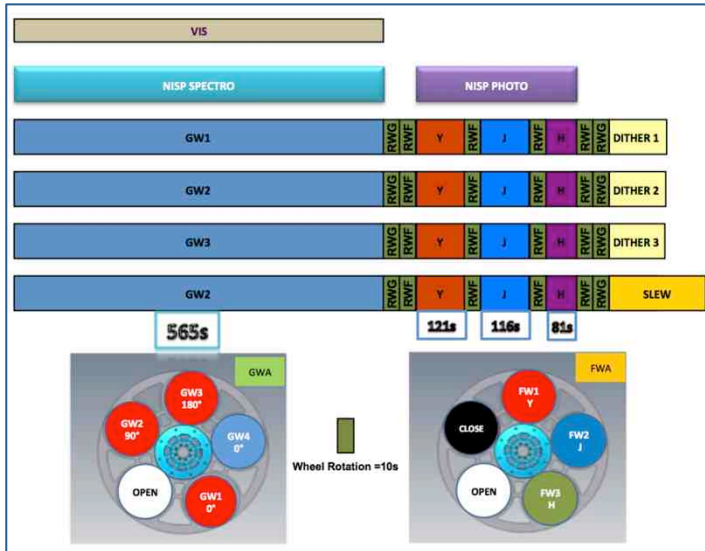 VIS
NISP SPECTRO
NISP PHOTO
GW1 RWG RWF Y RWF J RWF H RWF RWG DITHER 1
GW2 RWG RWF Y RWF J RWF H RWF RWG DITHER 2
GW3 RWG RWF Y RWF J RWF H RWF RWG DITHER 3
GW2 RWG RWF Y RWF J RWF H RWF RWG SLEW
565s
121s
116s
81s
GWA
GW3
180°
GW2
90°
GW4
0°
OPEN
GW1
0°
Wheel Rotation =10s
FWA
FW1
Y
CLOSE
FW2
J
OPEN
FW3
H